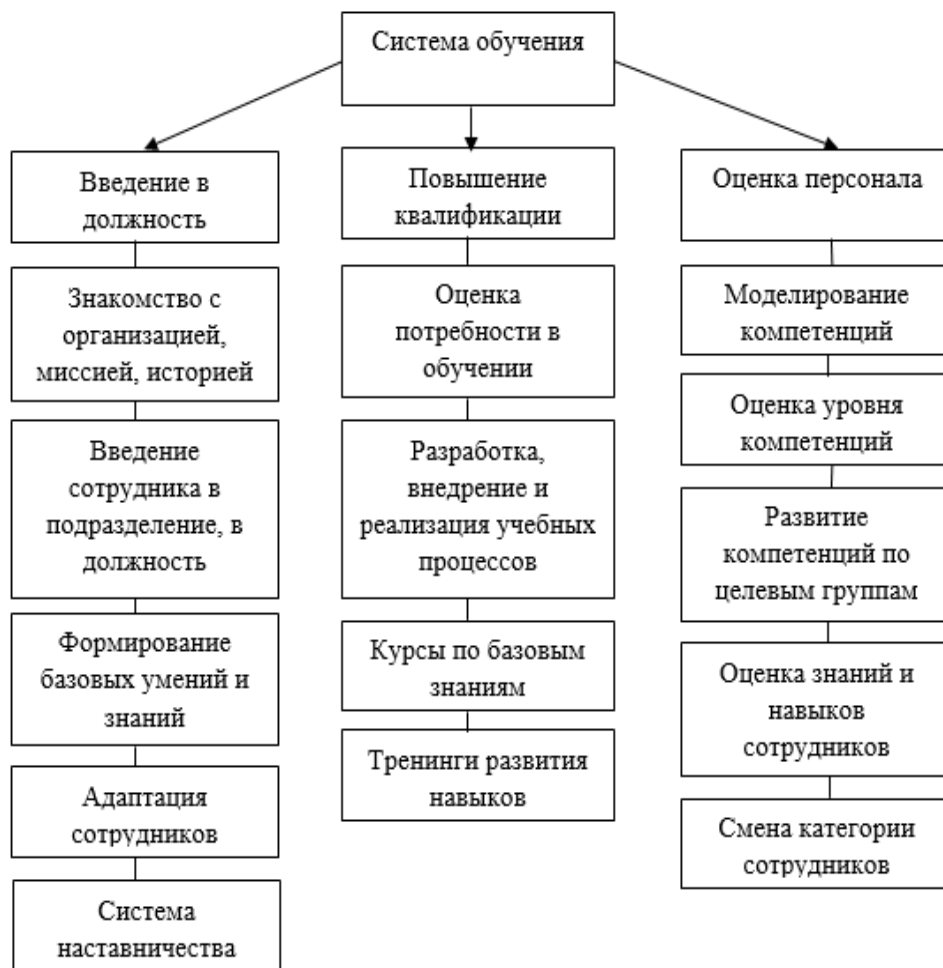 Система обучения
Введение в
должность
Знакомство с
организацией,
миссией, историей
Введение
сотрудника в
подразделение, в
должность
Формирование
базовых умений и
знаний
Адаптация
сотрудников
Система
наставничества
Повышение
квалификации
Оценка
потребности в
обучении
Разработка,
внедрение и
реализация учебных
процессов
Курсы по базовым
знаниям
Тренинги развития
навыков
Оценка персонала
Моделирование
компетенций
Оценка уровня
компетенций
Развитие
компетенций по
целевым группам
Оценка знаний и
навыков
сотрудников
Смена категории
сотрудников